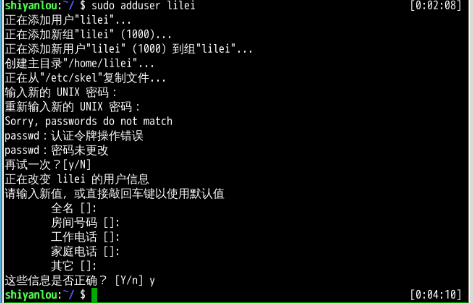 shiyanlou:~/ $ sudo adduser lilei [0:02:08]
正在添加用户"lilei"...
正在添加新组"lilei" (1000)...
正在添加新用户"lilei" (1000) 到组"lilei"...
创建主目录"/home/lilei"...
正在从"/etc/skel"复制文件...
输入新的 UNIX 密码：
重新输入新的 UNIX 密码：
Sorry, passwords do not match
passwd：认证令牌操作错误
passwd：密码未更改
再试一次？[y/N]
正在改变 lilei 的用户信息
请输入新值，或直接敲回车键以使用默认值
全名 []:
房间号码 []:
工作电话 []:
家庭电话 []:
其它 []:
这些信息是否正确？ [Y/n] y
shiyanlou:~/ $ [0:04:10]